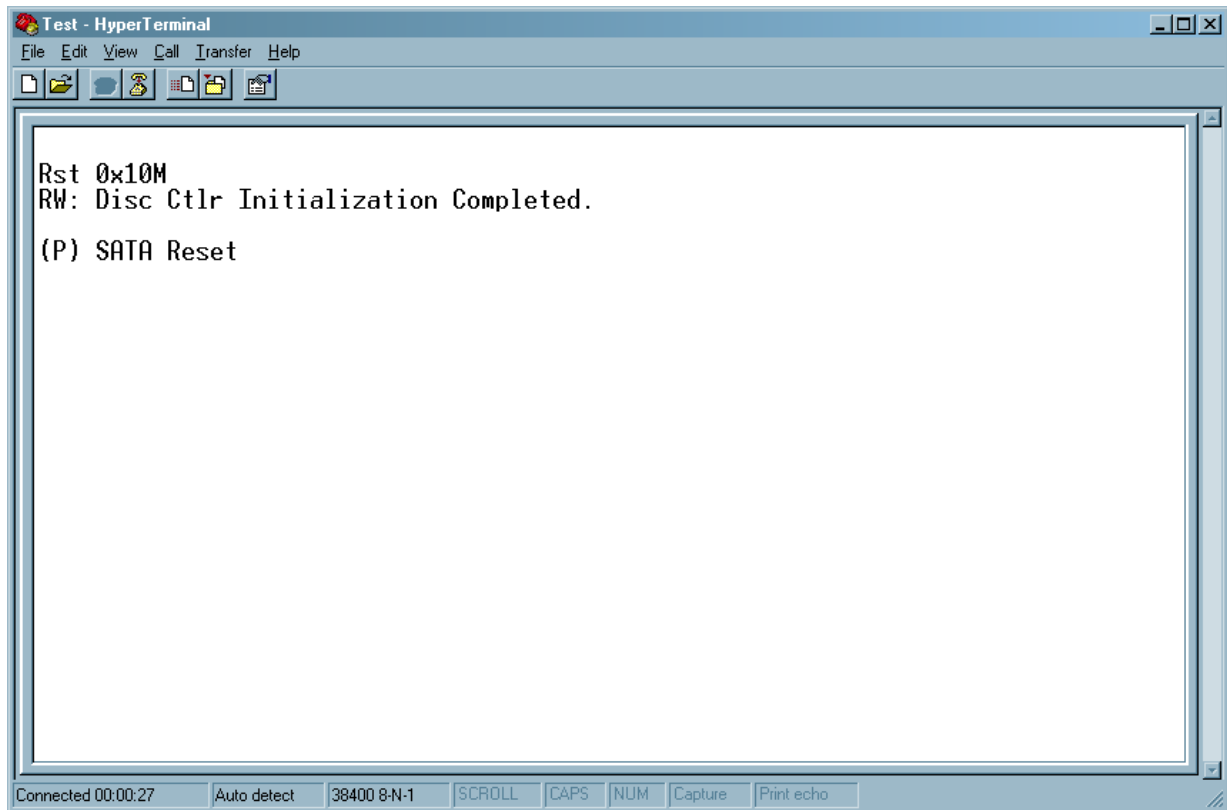 Test - HyperTerminal
File Edit View Call Transfer Help
Rst 0x10M
RW: Disc Ctlr Initialization Completed.
(P) SATA Reset
Connected 00:00:27 Auto detect 38400 8-N-1 SCROLL CAPS NUM Capture Print echo